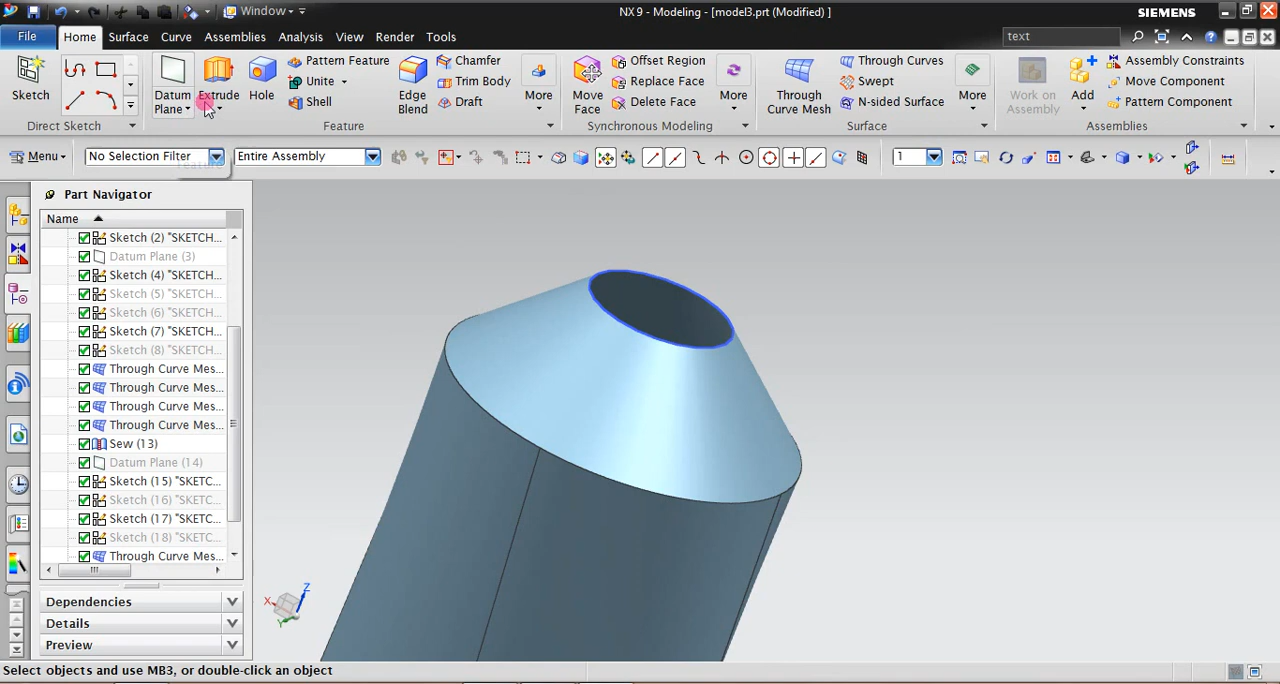 Window
NX 9 - Modeling - [model3.prt (Modified) ]
SIEMENS
File
Home
Surface
Curve
Assemblies
Analysis
View
Render
Tools
text
Sketch
Direct Sketch
Datum
Plane
Extrude
Hole
Pattern Feature
Unite
Shell
Edge
Blend
Chamfer
Trim Body
Draft
More
Feature
Move
Face
Offset Region
Replace Face
Delete Face
More
Synchronous Modeling
Through
Curve Mesh
Through Curves
Swept
N-sided Surface
More
Surface
Work on
Assembly
Add
Assembly Constraints
Move Component
Pattern Component
Assemblies
Menu
No Selection Filter
Entire Assembly
1
Part Navigator
Name
Sketch (2) "SKETCH...
Datum Plane (3)
Sketch (4) "SKETCH...
Sketch (5) "SKETCH...
Sketch (6) "SKETCH...
Sketch (7) "SKETCH...
Sketch (8) "SKETCH...
Through Curve Mes...
Through Curve Mes...
Through Curve Mes...
Through Curve Mes...
Sew (13)
Datum Plane (14)
Sketch (15) "SKETC...
Sketch (16) "SKETC...
Sketch (17) "SKETC...
Sketch (18) "SKETC...
Through Curve Mes...
Dependencies
Details
Preview
X
Y
Z
Select objects and use MB3, or double-click an object